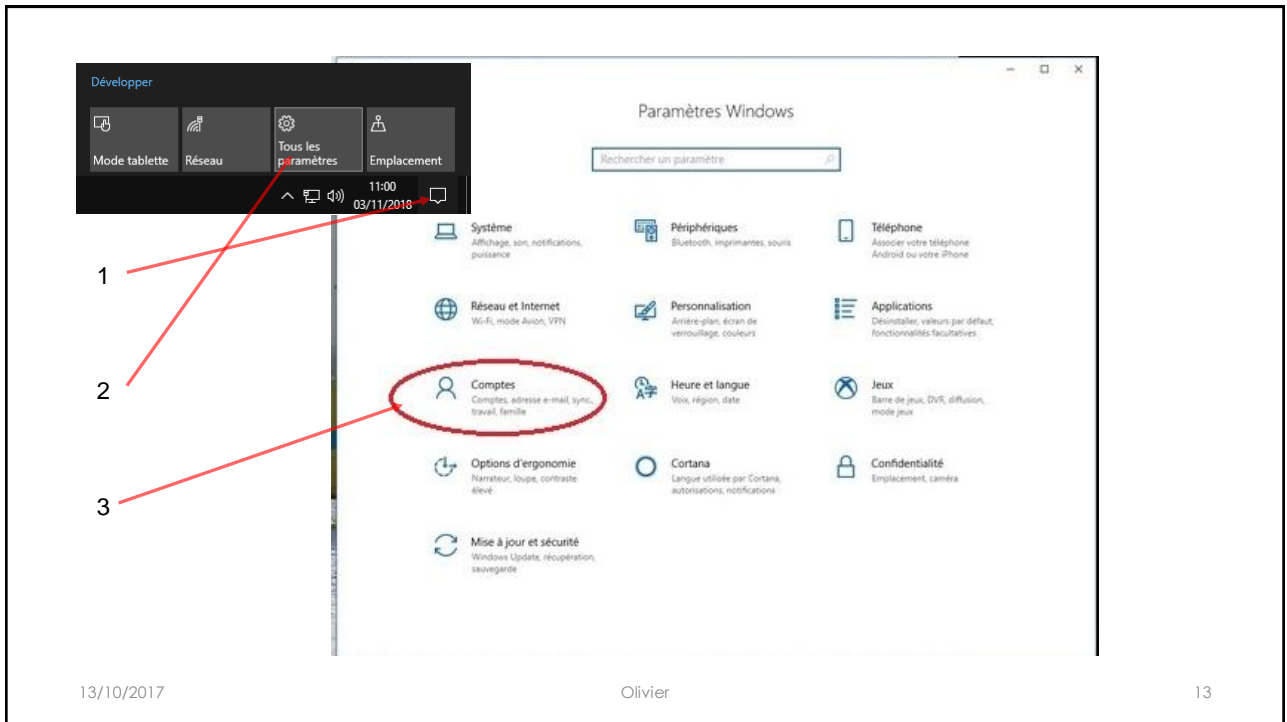 Développer
Mode tablette
Réseau
Tous les
paramètres
Emplacement
11:00
03/11/2018
Paramètres Windows
Rechercher un paramètre
Système
Affichage, son, notifications,
puissance
Périphériques
Bluetooth, imprimantes, souris
Téléphone
Associer votre téléphone
Android ou votre iPhone
Réseau et Internet
Wi-Fi, mode Avion, VPN
Personnalisation
Arrière-plan, écran de
verrouillage, couleurs
Applications
Désinstaller, valeurs par défaut,
fonctionnalités facultatives
Comptes
Comptes, adresse e-mail, sync.,
travail, famille
Heure et langue
Voix, région, date
Jeux
Barre de jeux, DVR, diffusion,
mode jeux
Options d'ergonomie
Narrateur, loupe, contraste
élevé
Cortana
Langue utilisée par Cortana,
autorisations, notifications
Confidentialité
Emplacement, caméra
Mise à jour et sécurité
Windows Update, récupération,
sauvegarde
1
2
3
13/10/2017
Olivier
13